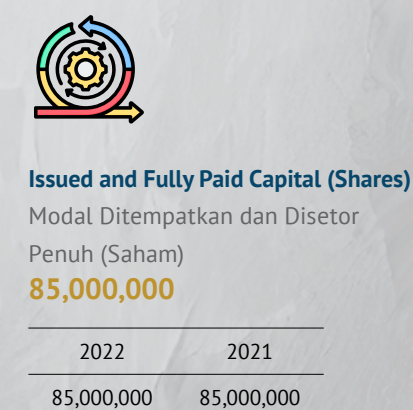 Issued and Fully Paid Capital (Shares)
Modal Ditempatkan dan Disetor
Penuh (Saham)
85,000,000
2022 2021
85,000,000 85,000,000